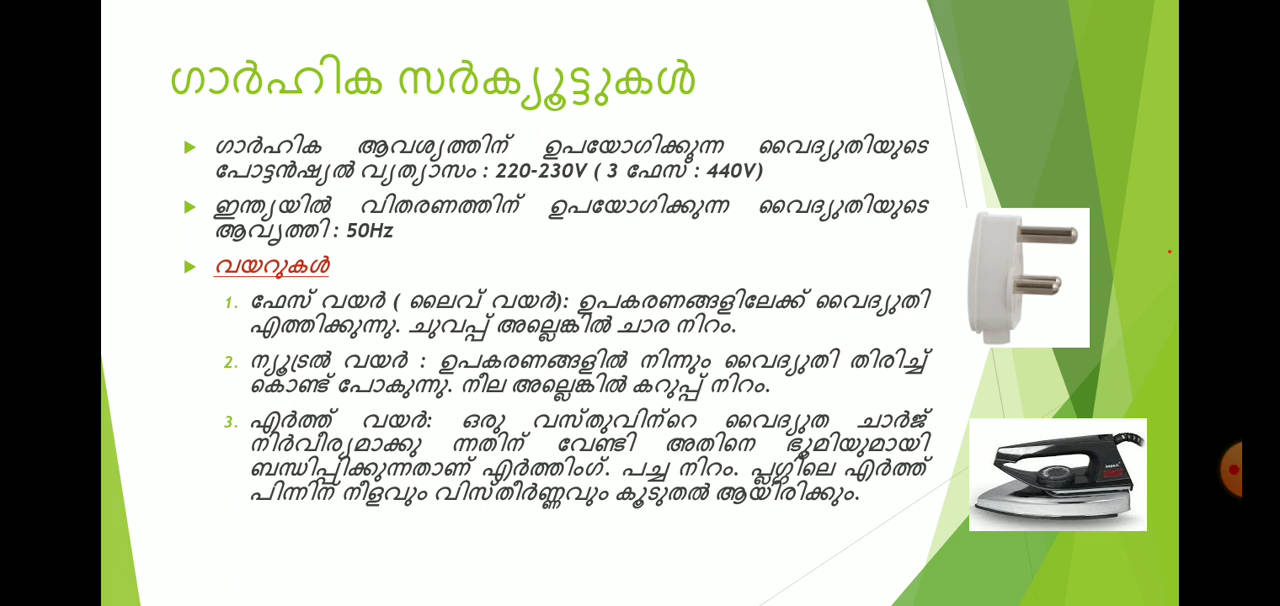 ഗാർഹിക സർക്യൂട്ടുകൾ
ഗാർഹിക ആവശ്യത്തിന് ഉപയോഗിക്കുന്ന വൈദ്യുതിയുടെ
പോട്ടൻഷ്യൽ വ്യത്യാസം : 220-230V ( 3 ഫേസ് : 440V)
ഇന്ത്യയിൽ വിതരണത്തിന് ഉപയോഗിക്കുന്ന വൈദ്യുതിയുടെ
ആവൃത്തി : 50Hz
വയറുകൾ
1. ഫേസ് വയർ ( ലൈവ് വയർ): ഉപകരണങ്ങളിലേക്ക് വൈദ്യുതി
എത്തിക്കുന്നു. ചുവപ്പ് അല്ലെങ്കിൽ ചാര നിറം.
2. ന്യൂട്രൽ വയർ : ഉപകരണങ്ങളിൽ നിന്നും വൈദ്യുതി തിരിച്ച്
കൊണ്ട് പോകുന്നു. നീല അല്ലെങ്കിൽ കറുപ്പ് നിറം.
3. എർത്ത് വയർ: ഒരു വസ്തുവിന്റെ വൈദ്യുത ചാർജ്
നിർവീര്യമാക്കു ന്നതിന് വേണ്ടി അതിനെ ഭൂമിയുമായി
ബന്ധിപ്പിക്കുന്നതാണ് എർത്തിംഗ്. പച്ച നിറം. പ്ലഗ്ഗിലെ എർത്ത്
പിന്നിന് നീളവും വിസ്തീർണ്ണവും കൂടുതൽ ആയിരിക്കും.